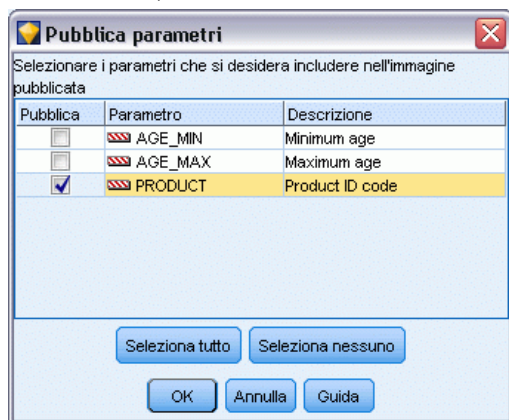 Pubblica parametri
Selezionare i parametri che si desidera includere nell'immagine
pubblicata
Pubblica Parametro Descrizione
AGE_MIN Minimum age
AGE_MAX Maximum age
PRODUCT Product ID code
Seleziona tutto Seleziona nessuno
OK Annulla Guida